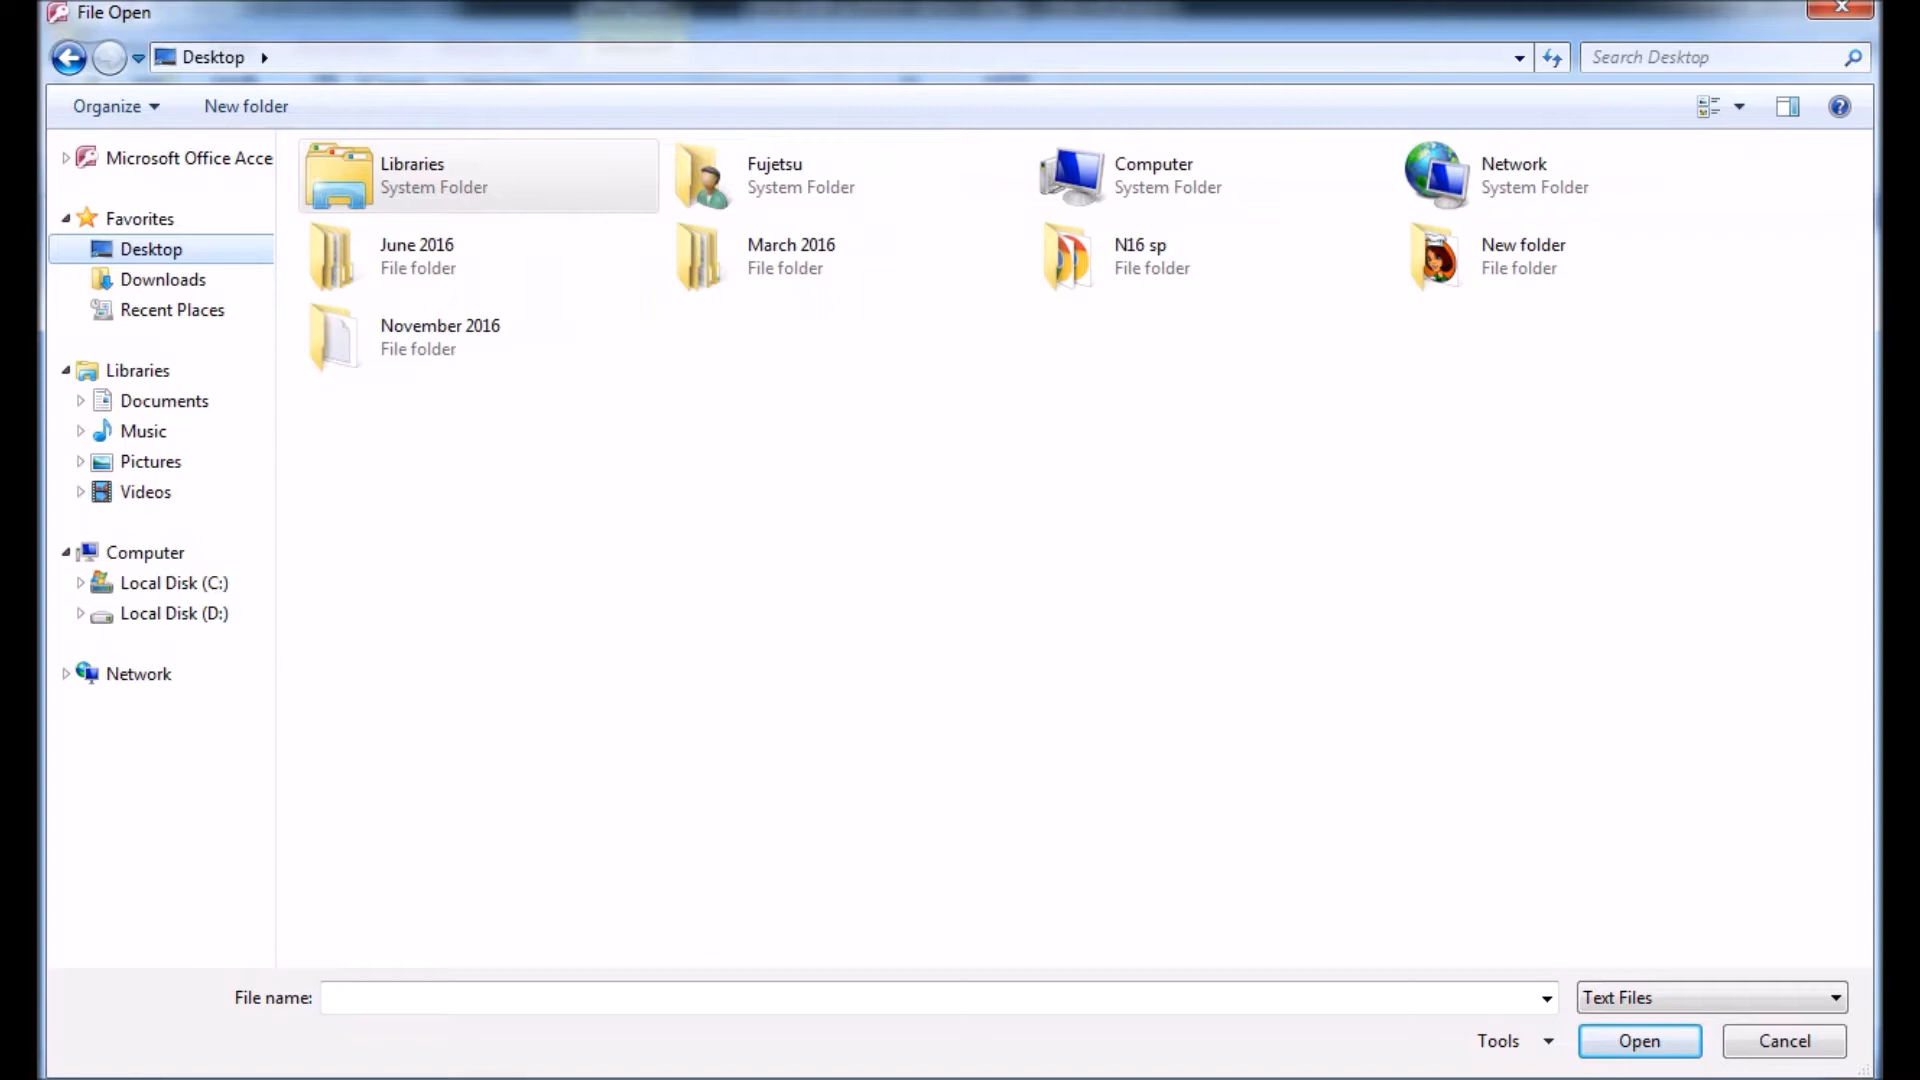 File Open
Desktop
Search Desktop
Organize
New folder
Microsoft Office Acce
Favorites
Desktop
Downloads
Recent Places
Libraries
Documents
Music
Pictures
Videos
Computer
Local Disk (C:)
Local Disk (D:)
Network
Libraries
System Folder
Fujetsu
System Folder
Computer
System Folder
Network
System Folder
June 2016
File folder
March 2016
File folder
N16 sp
File folder
New folder
File folder
November 2016
File folder
File name:
Text Files
Tools
Open
Cancel